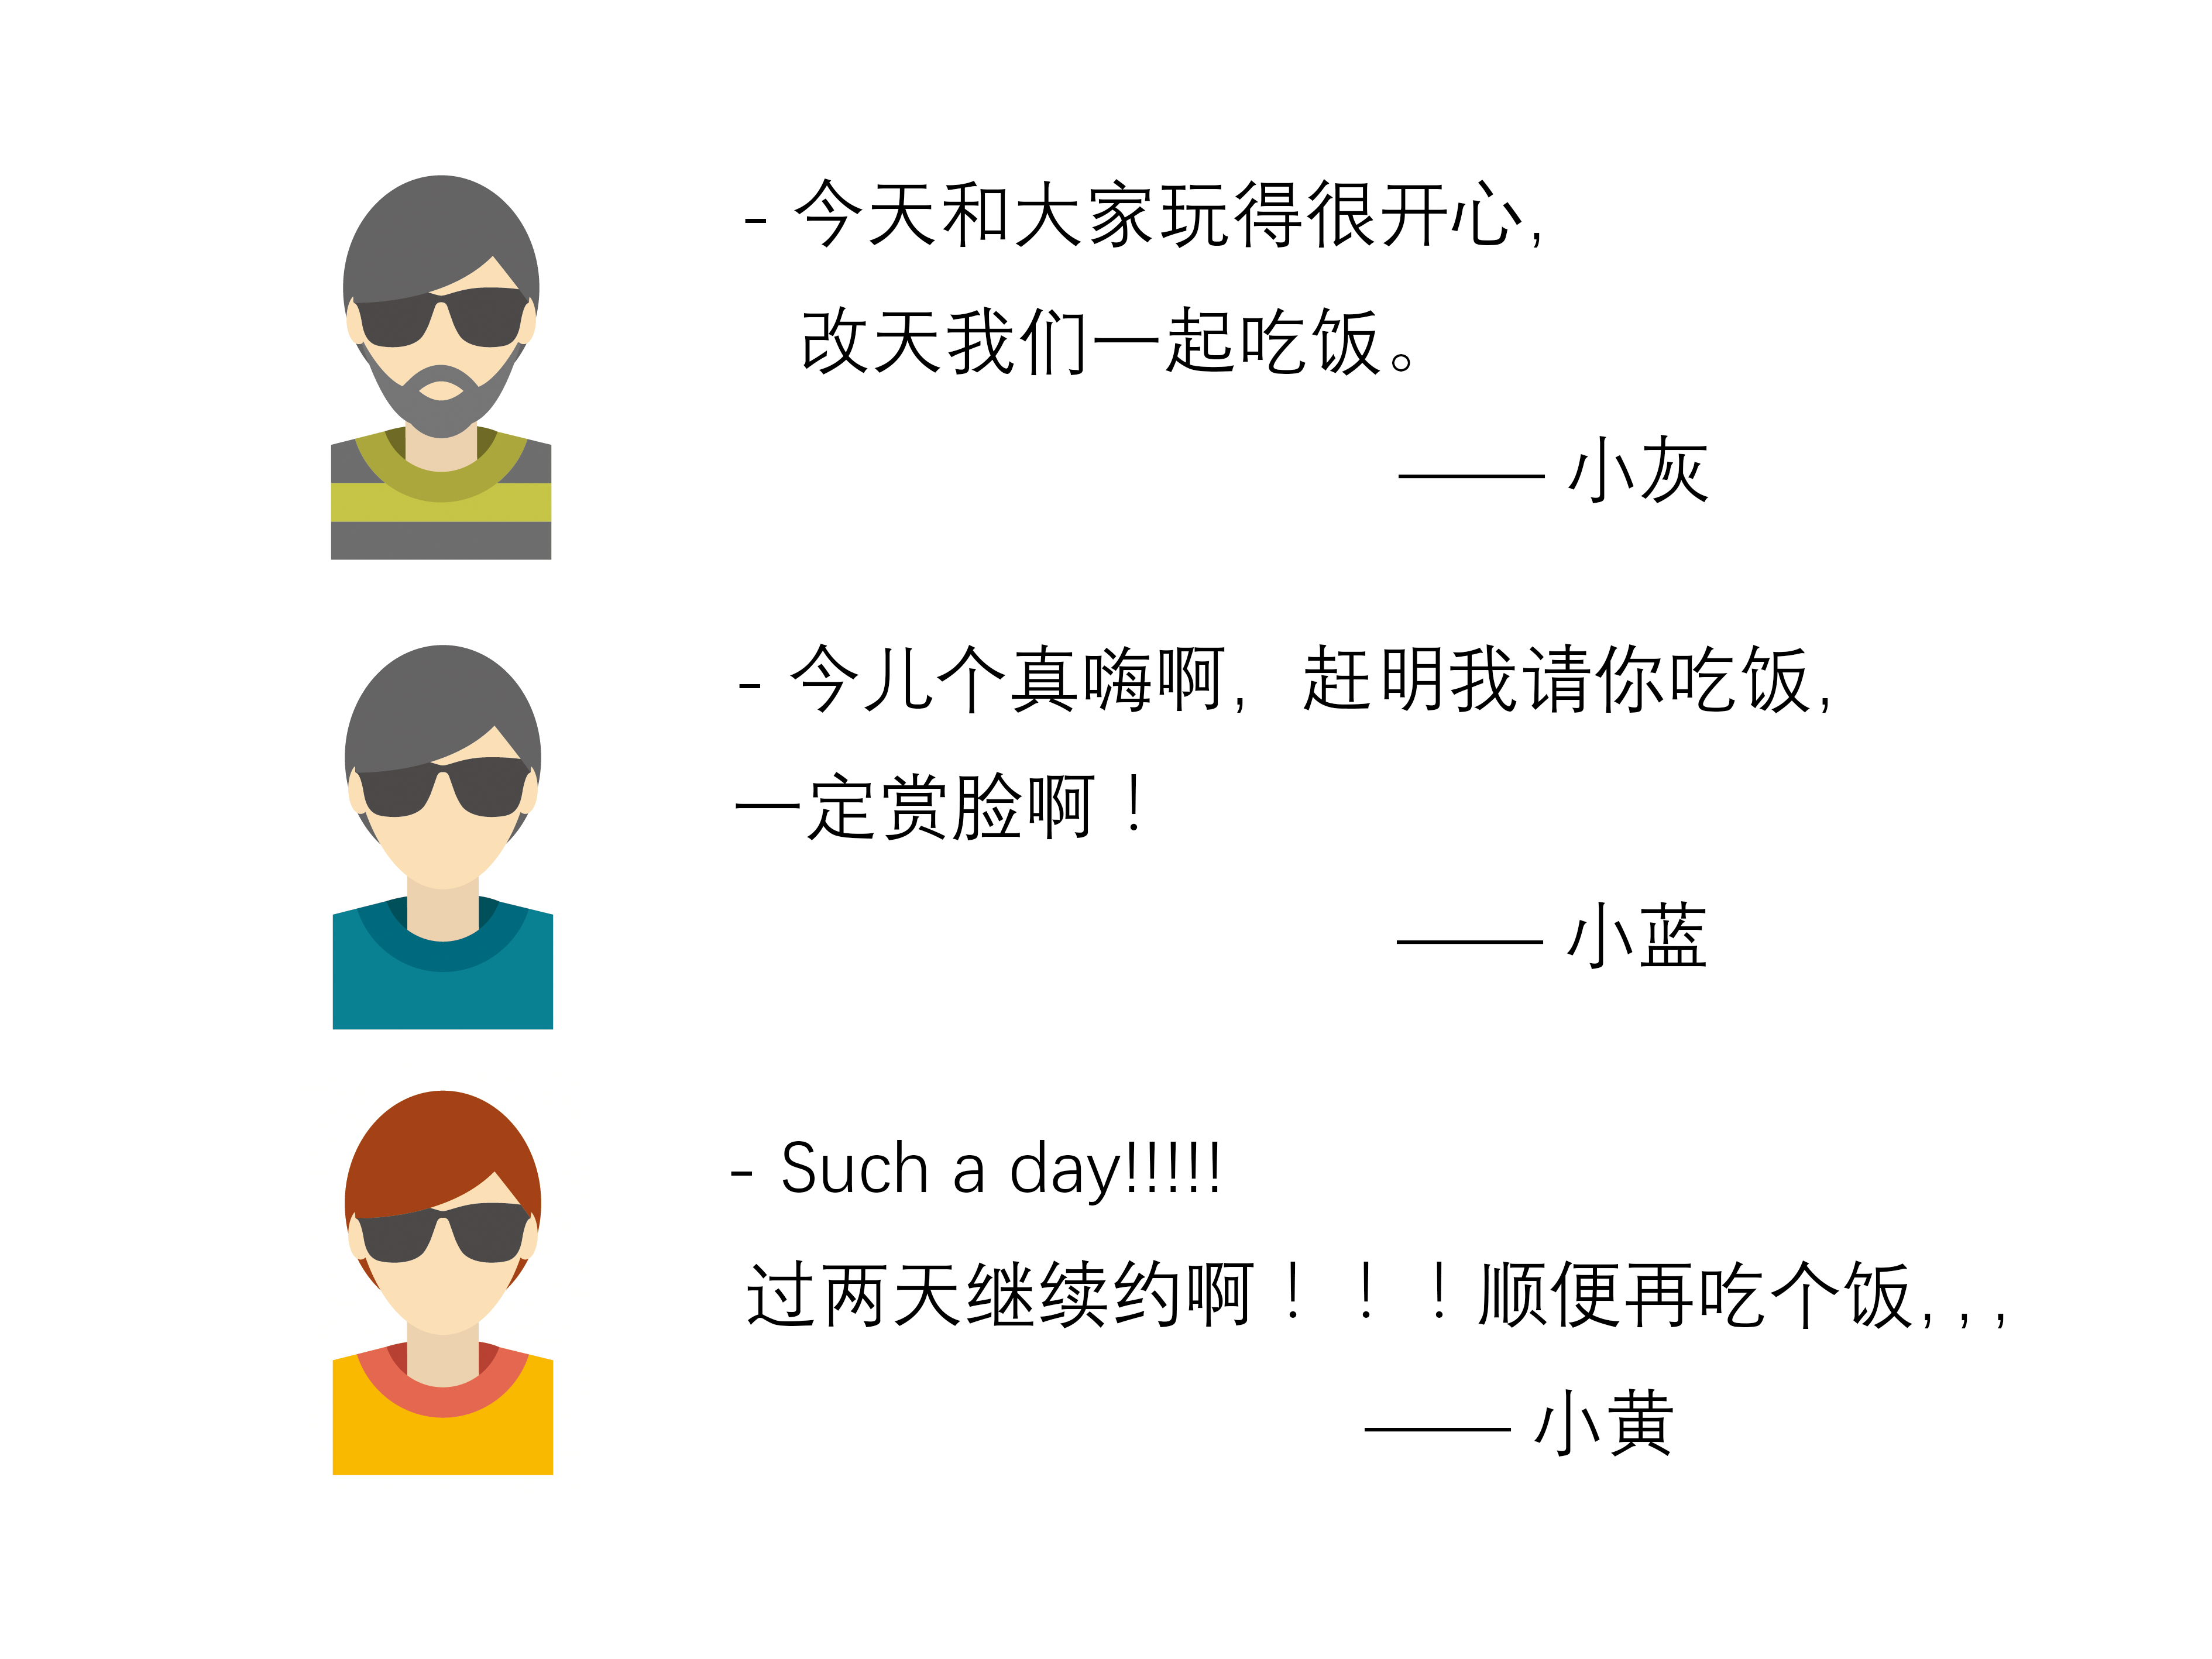 - 今天和大家玩得很开心,
改天我们一起吃饭。
—— 小灰
- 今儿个真嗨啊, 赶明我请你吃饭,
一定赏脸啊！
—— 小蓝
- Such a day!!!!!
过两天继续约啊！！！顺便再吃个饭, , ,
—— 小黄